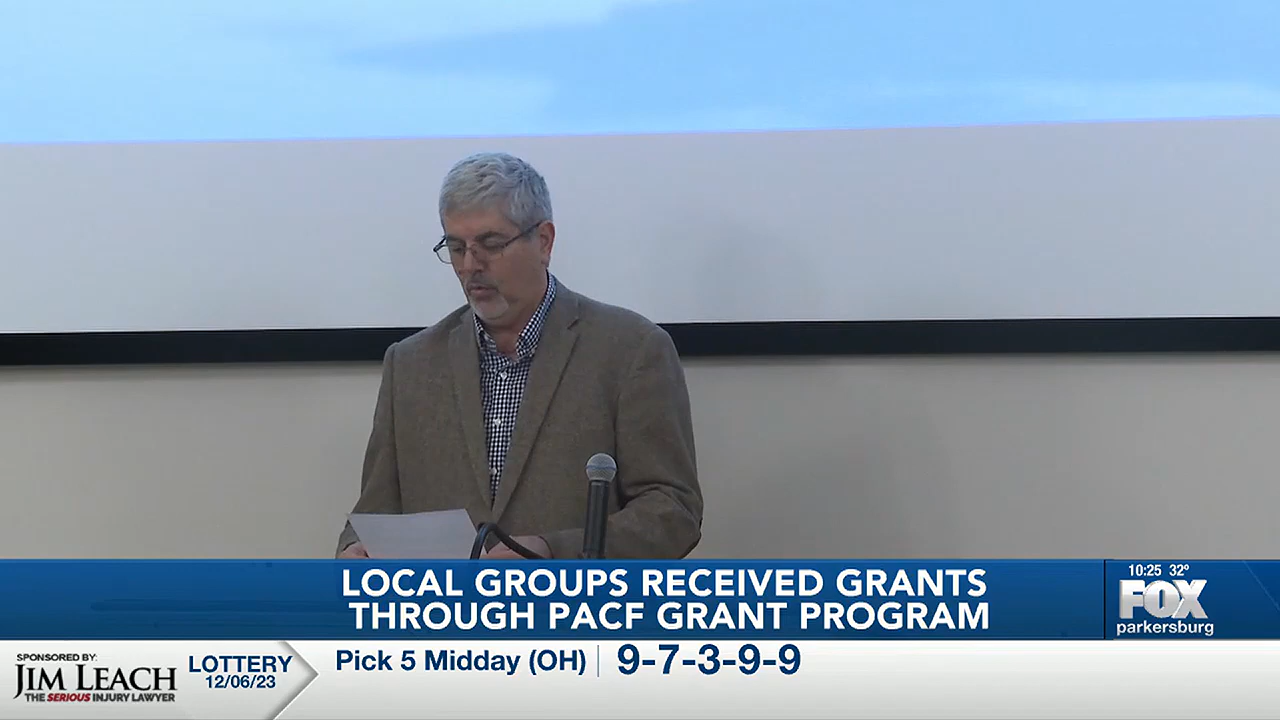 LOCAL GROUPS RECEIVED GRANTS
THROUGH PACF GRANT PROGRAM
10:25 32º
FOX
parkersburg
SPONSORED BY:
JIM LEACH
THE SERIOUS INJURY LAWYER
LOTTERY
12/06/23
Pick 5 Midday (OH) | 9-7-3-9-9